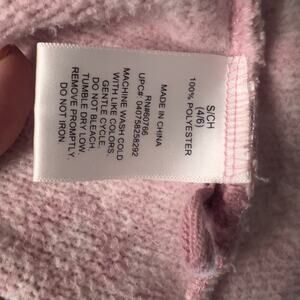 S/CH
(4/6)
100% POLYESTER
MADE IN CHINA
RN#60766
UPC# 040758258292
MACHINE WASH COLD
WITH LIKE COLORS,
GENTLE CYCLE.
DO NOT BLEACH.
TUMBLE DRY LOW.
REMOVE PROMPTLY.
DO NOT IRON.